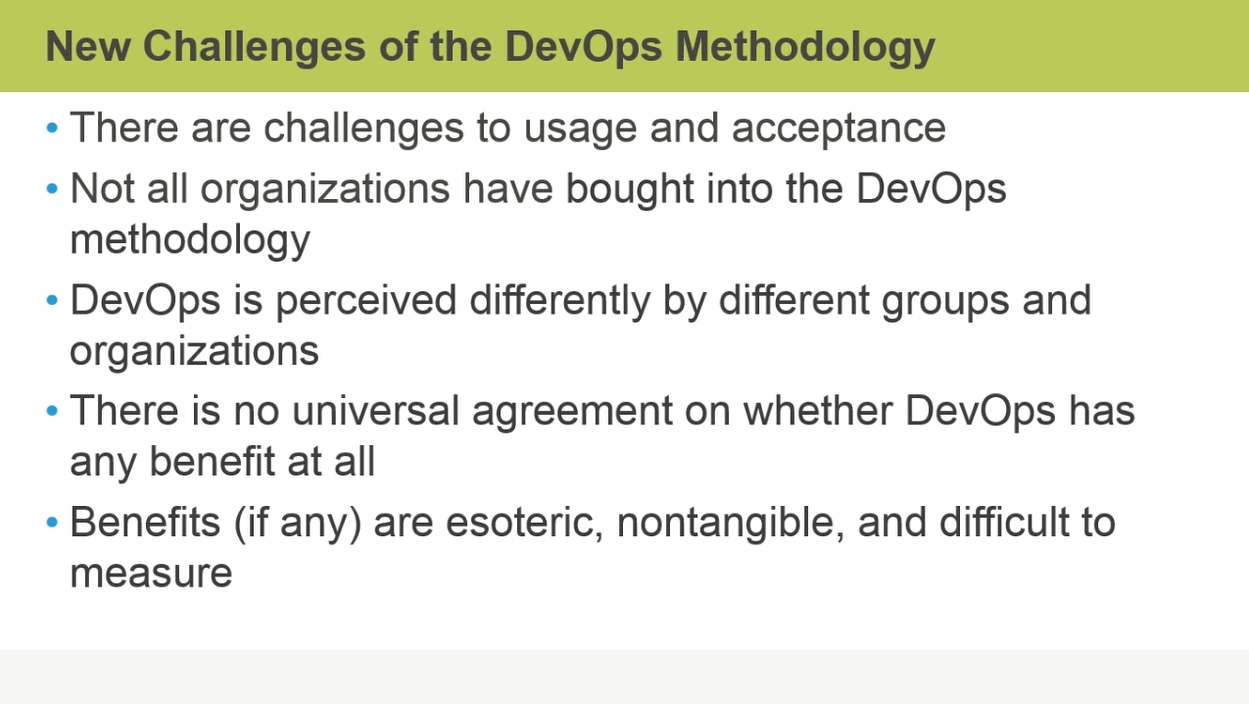 New Challenges of the DevOps Methodology
• There are challenges to usage and acceptance
• Not all organizations have bought into the DevOps
methodology
• DevOps is perceived differently by different groups and
organizations
• There is no universal agreement on whether DevOps has
any benefit at all
• Benefits (if any) are esoteric, nontangible, and difficult to
measure